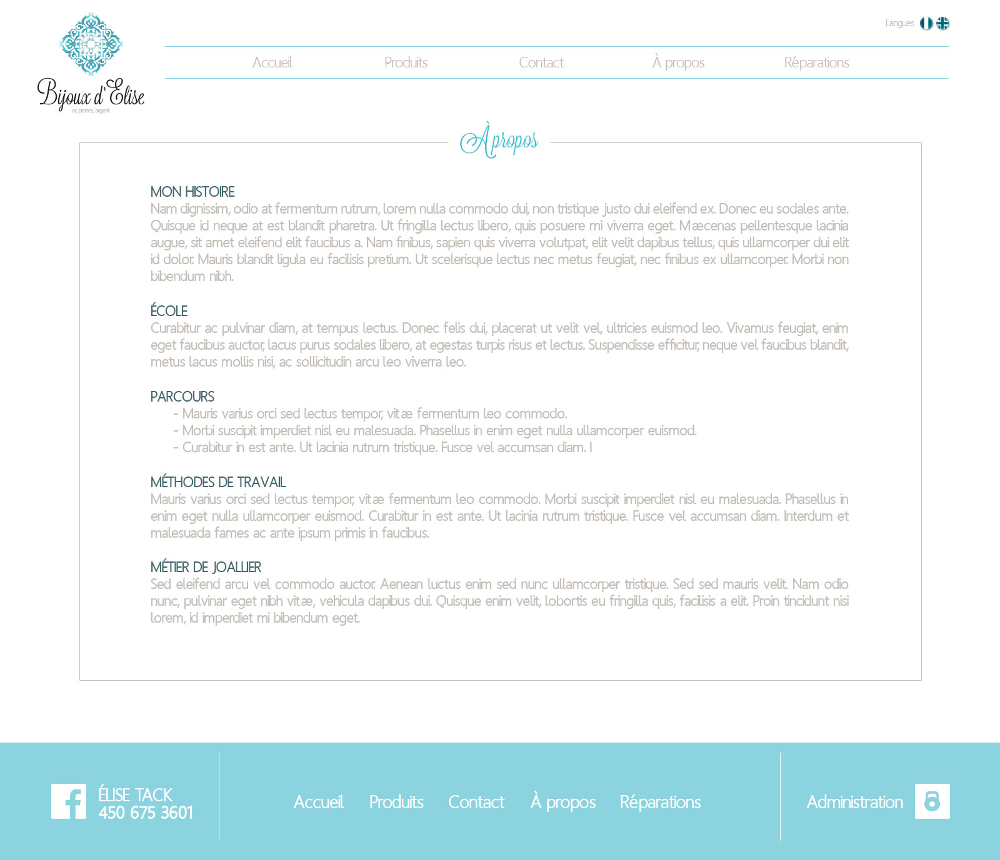 Langues
Accueil Produits Contact À propos Réparations
Bijoux d'Elise
or, pierres, argent
À propos
MON HISTOIRE
Nam dignissim, odio at fermentum rutrum, lorem nulla commodo dui, non tristique justo dui eleifend ex. Donec eu sodales ante.
Quisque id neque at est blandit pharetra. Ut fringilla lectus libero, quis posuere mi viverra eget. Mæcenas pellentesque lacinia
augue, sit amet eleifend elit faucibus a. Nam finibus, sapien quis viverra volutpat, elit velit dapibus tellus, quis ullamcorper dui elit
id dolor. Mauris blandit ligula eu facilisis pretium. Ut scelerisque lectus nec metus feugiat, nec finibus ex ullamcorper. Morbi non
bibendum nibh.
ÉCOLE
Curabitur ac pulvinar diam, at tempus lectus. Donec felis dui, placerat ut velit vel, ultricies euismod leo. Vivamus feugiat, enim
eget faucibus auctor, lacus purus sodales libero, at egestas turpis risus et lectus. Suspendisse efficitur, neque vel faucibus blandit,
metus lacus mollis nisi, ac sollicitudin arcu leo viverra leo.
PARCOURS
- Mauris varius orci sed lectus tempor, vitæ fermentum leo commodo.
- Morbi suscipit imperdiet nisl eu malesuada. Phasellus in enim eget nulla ullamcorper euismod.
- Curabitur in est ante. Ut lacinia rutrum tristique. Fusce vel accumsan diam. I
MÉTHODES DE TRAVAIL
Mauris varius orci sed lectus tempor, vitæ fermentum leo commodo. Morbi suscipit imperdiet nisl eu malesuada. Phasellus in
enim eget nulla ullamcorper euismod. Curabitur in est ante. Ut lacinia rutrum tristique. Fusce vel accumsan diam. Interdum et
malesuada fames ac ante ipsum primis in faucibus.
MÉTIER DE JOALLIER
Sed eleifend arcu vel commodo auctor. Aenean luctus enim sed nunc ullamcorper tristique. Sed sed mauris velit. Nam odio
nunc, pulvinar eget nibh vitæ, vehicula dapibus dui. Quisque enim velit, lobortis eu fringilla quis, facilisis a elit. Proin tincidunt nisi
lorem, id imperdiet mi bibendum eget.
ÉLISE TACK
450 675 3601
Accueil Produits Contact À propos Réparations
Administration